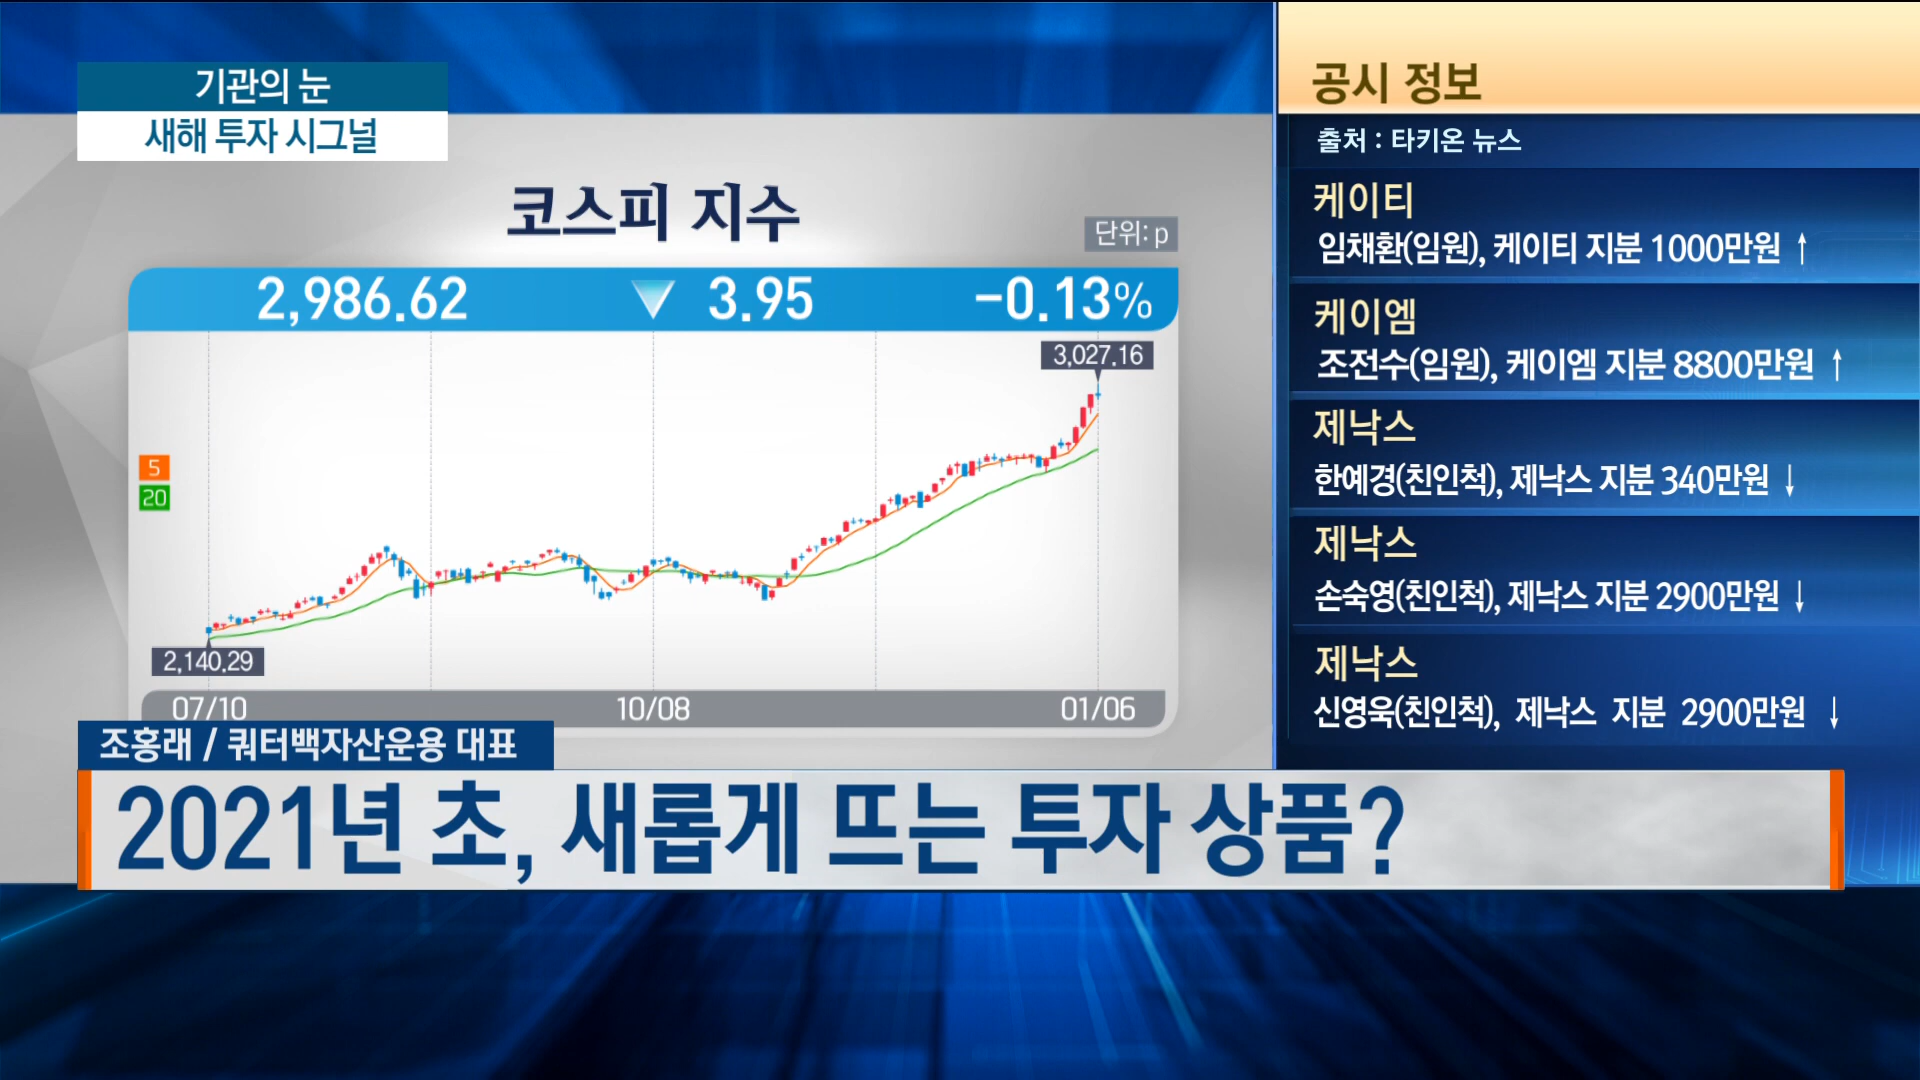 기관의 눈
새해 투자 시그널
코스피 지수
단위: p
2,986.62 ▼ 3.95 -0.13%
3,027.16
5
20
2,140.29
07/10 10/08 01/06
공시 정보
출처 : 타키온 뉴스
케이티
임채환(임원), 케이티 지분 1000만원 ↑
케이엠
조전수(임원), 케이엠 지분 8800만원 ↑
제낙스
한예경(친인척), 제낙스 지분 340만원 ↓
제낙스
손숙영(친인척), 제낙스 지분 2900만원 ↓
제낙스
신영욱(친인척), 제낙스 지분 2900만원 ↓
조홍래 / 쿼터백자산운용 대표
2021년 초, 새롭게 뜨는 투자 상품?